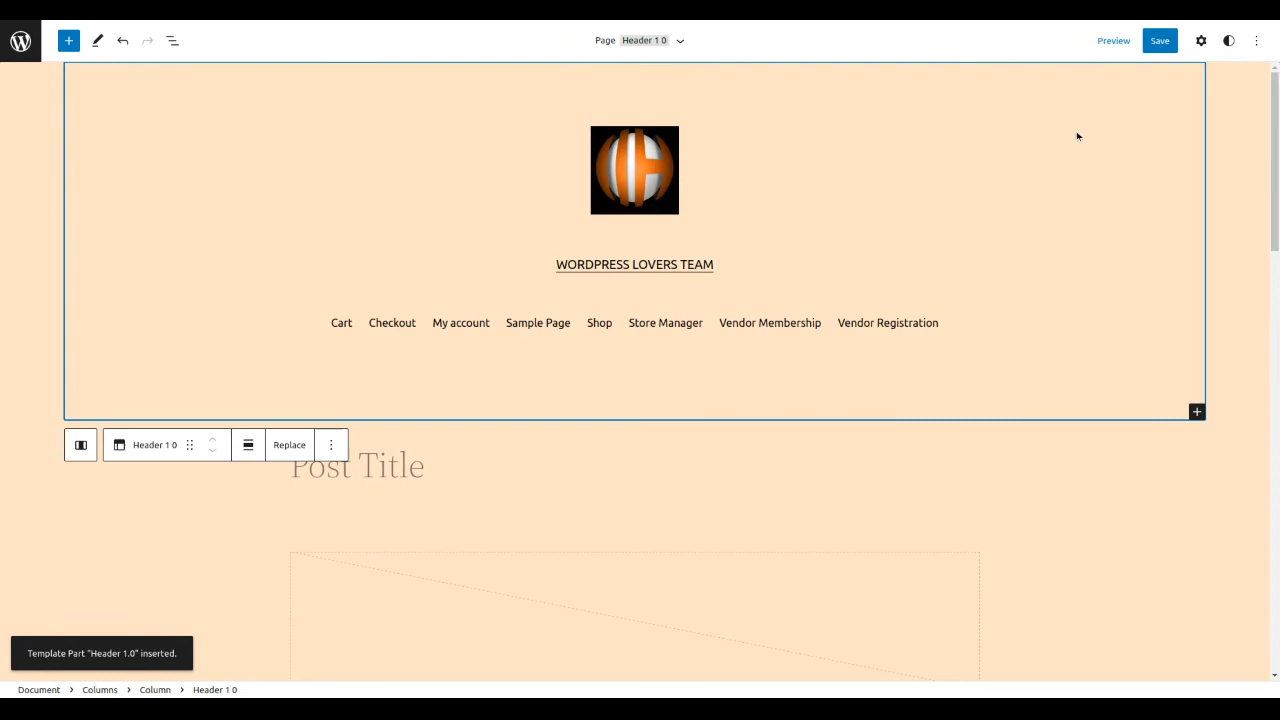 Page Header 1 0
Preview
Save
WORDPRESS LOVERS TEAM
Cart Checkout My account Sample Page Shop Store Manager Vendor Membership Vendor Registration
Header 1 0
Replace
Post Title
Template Part "Header 1.0" inserted.
Document > Columns > Column > Header 1 0